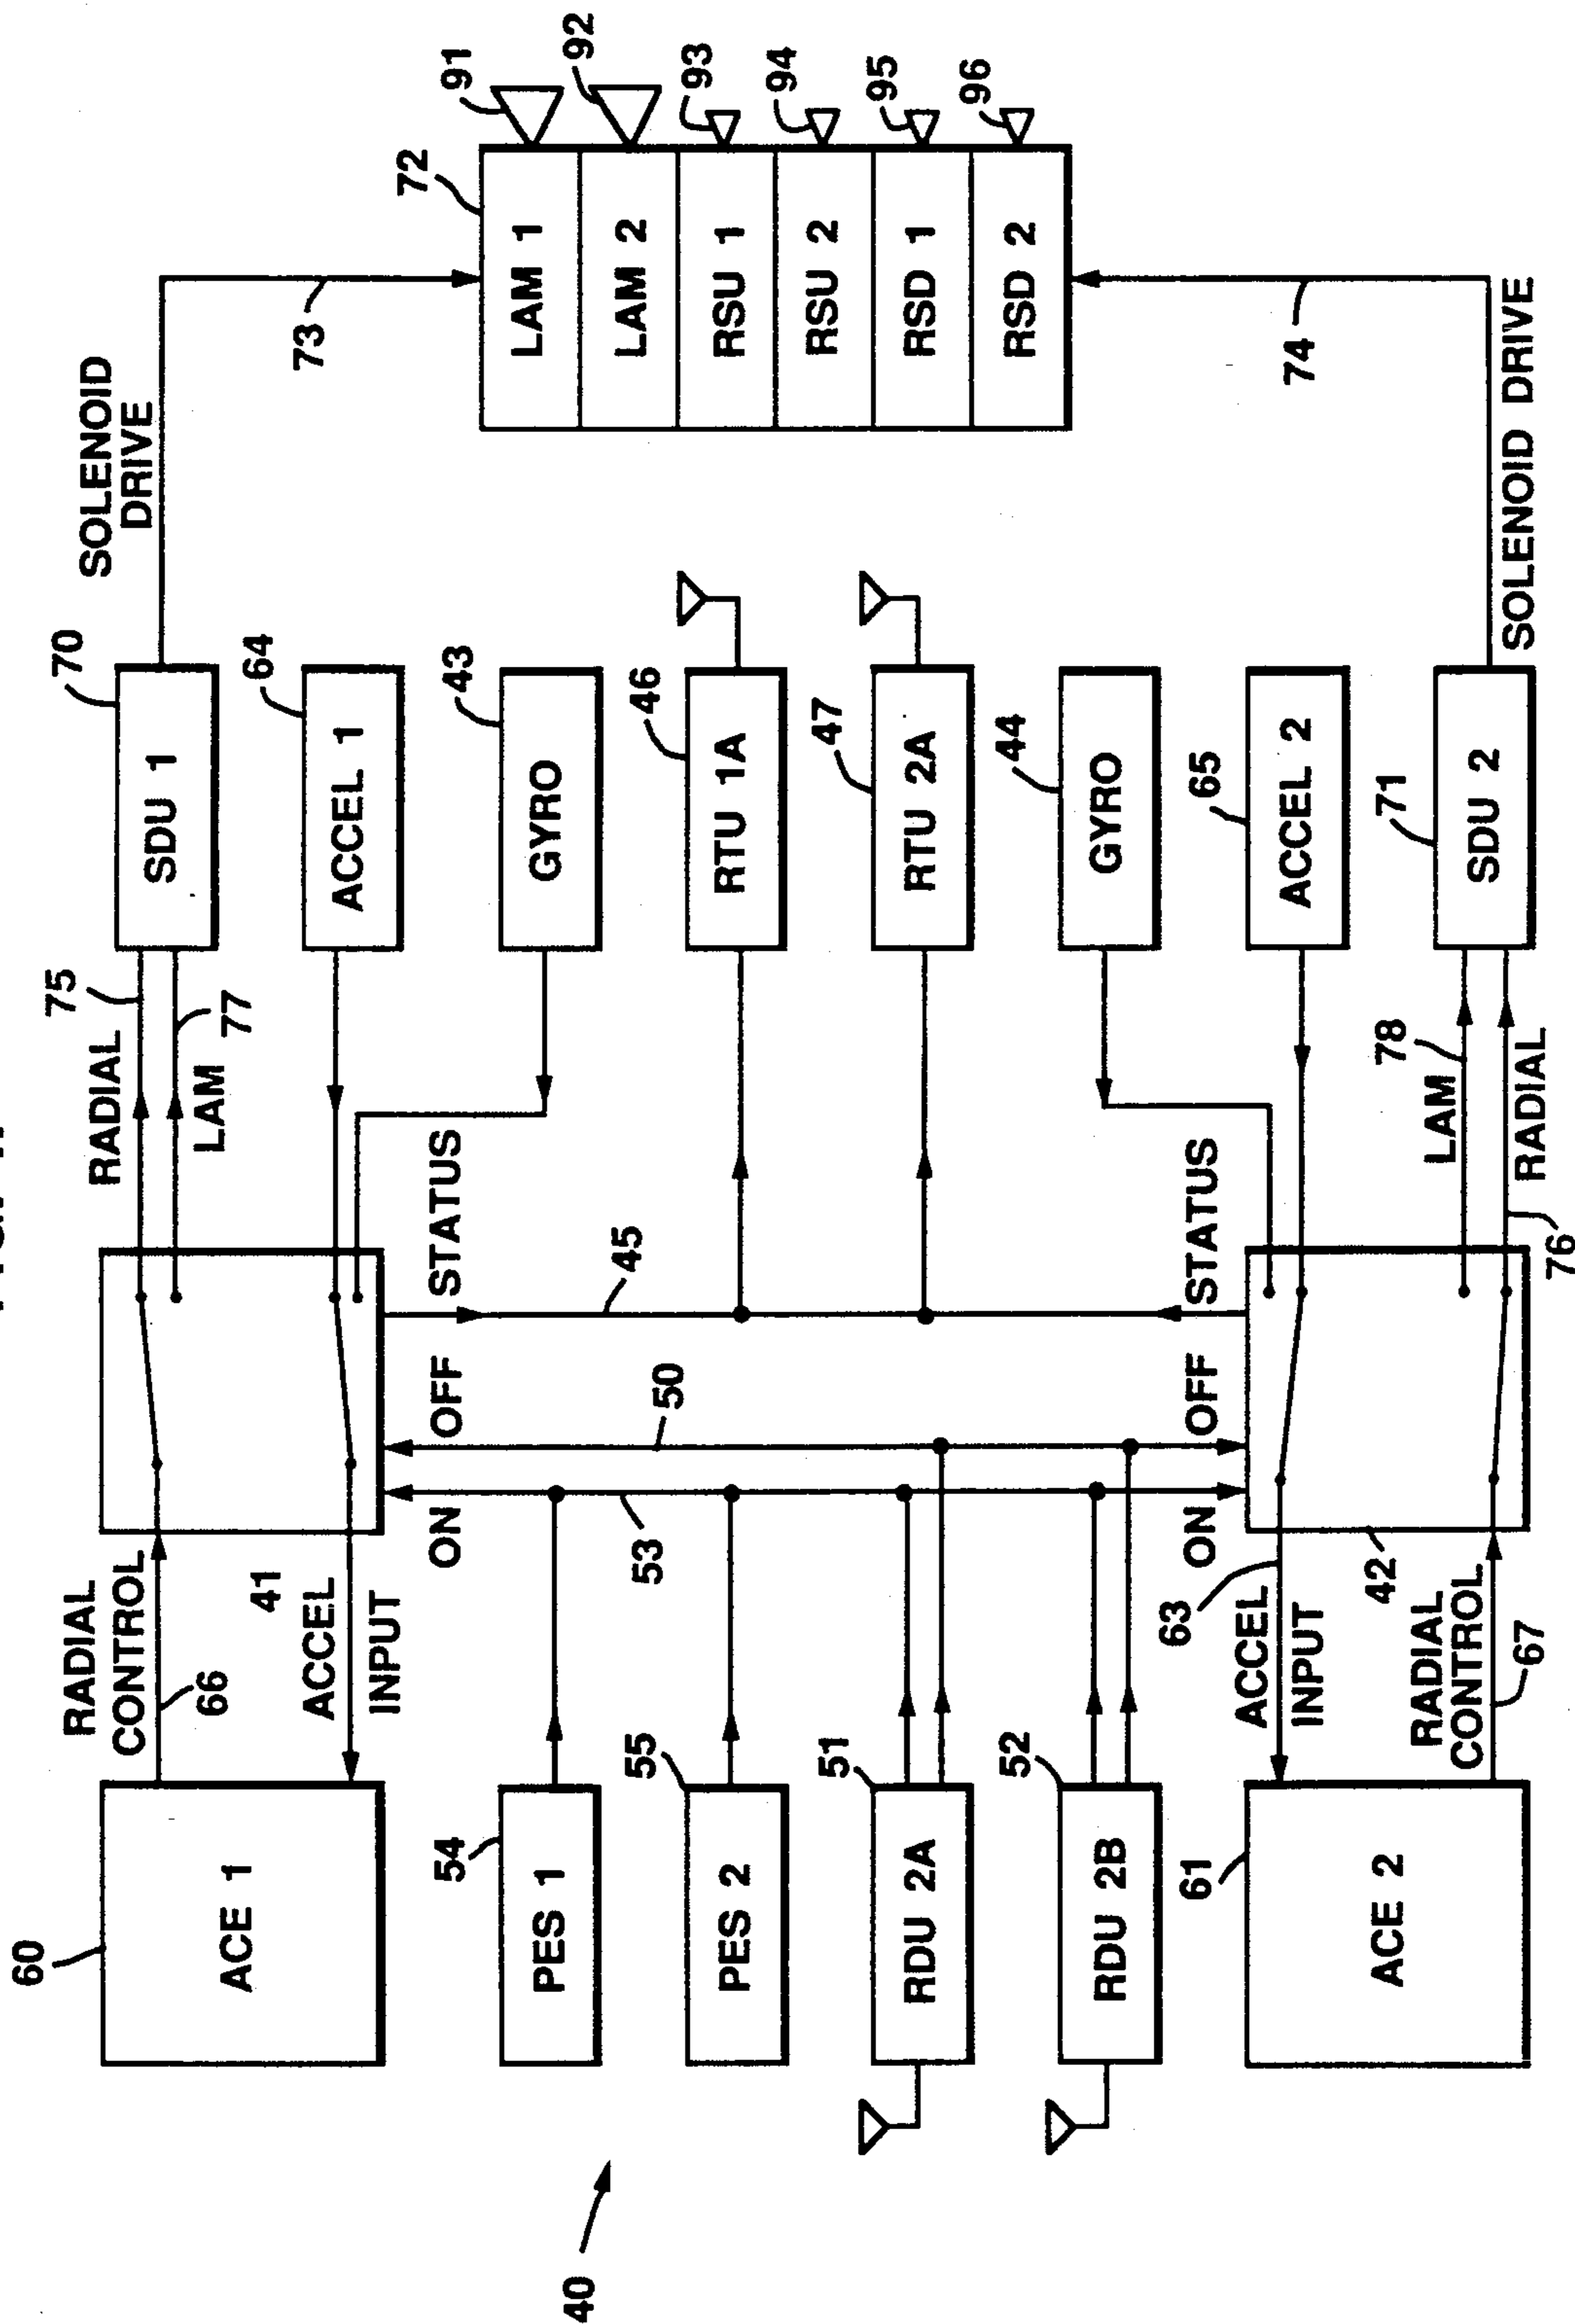 60
ACE 1
RADIAL
CONTROL
66
41
ACCEL
INPUT
RADIAL
75
LAM
77
70
SDU 1
SOLENOID
DRIVE
73
64
ACCEL 1
43
GYRO
72
LAM 1
LAM 2
RSU 1
RSU 2
RSD 1
RSD 2
91
92
93
94
95
96
ON
OFF
STATUS
53
50
45
54
PES 1
55
PES 2
51
RDU 2A
52
RDU 2B
46
RTU 1A
47
RTU 2A
44
GYRO
65
ACCEL 2
ON
OFF
STATUS
63
ACCEL
INPUT
42
61
ACE 2
RADIAL
CONTROL
67
78
LAM
RADIAL
76
71
SDU 2
74
SOLENOID DRIVE
40